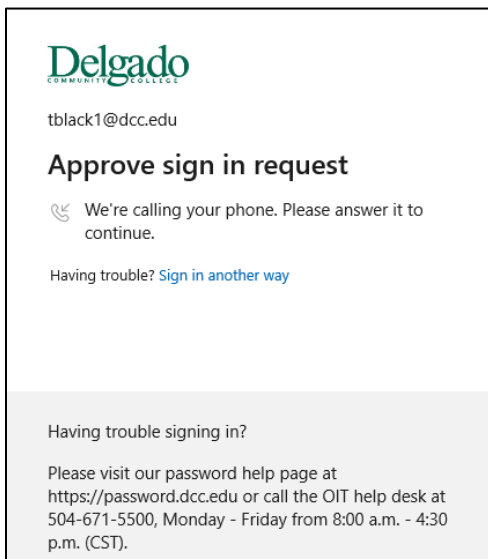 Delgado
COMMUNITY COLLEGE
tblack1@dcc.edu
Approve sign in request
We're calling your phone. Please answer it to
continue.
Having trouble? Sign in another way
Having trouble signing in?
Please visit our password help page at
https://password.dcc.edu or call the OIT help desk at
504-671-5500, Monday - Friday from 8:00 a.m. - 4:30
p.m. (CST).